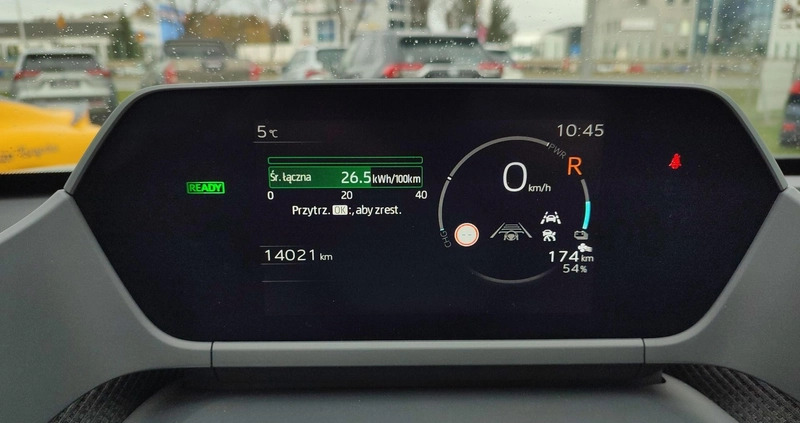 5°C
10:45
PWR
R
READY
Śr. łączna 26.5 kWh/100km
0 20 40
Przytrz. OK:, aby zrest.
0 km/h
CHG
14021 km
174 km
54%